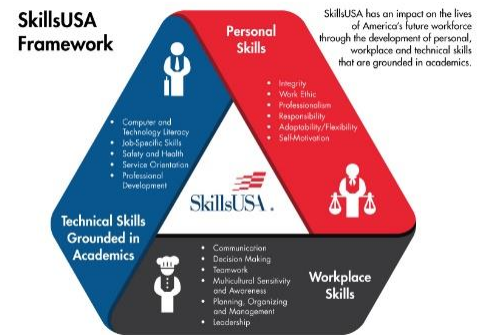 SkillsUSA
Framework
SkillsUSA has an impact on the lives
of America's future workforce
through the development of personal,
workplace and technical skills
that are grounded in academics.
Personal
Skills
• Integrity
• Work Ethic
• Professionalism
• Responsibility
• Adaptability/Flexibility
• Self-Motivation
• Computer and
Technology Literacy
• Job-Specific Skills
• Safety and Health
• Service Orientation
• Professional
Development
SkillsUSA.
Technical Skills
Grounded in
Academics
• Communication
• Decision Making
• Teamwork
• Multicultural Sensitivity
and Awareness
• Planning, Organizing
and Management
• Leadership
Workplace
Skills